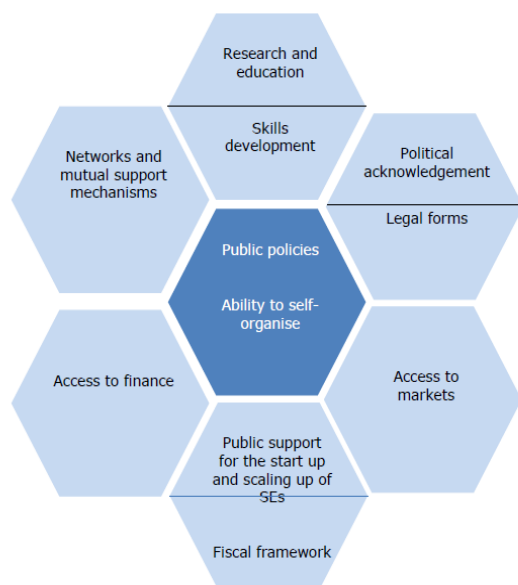 Research and
education
Skills
development
Networks and
mutual support
mechanisms
Political
acknowledgement
Legal forms
Public policies
Ability to self-
organise
Access to finance
Access to
markets
Public support
for the start up
and scaling up of
SEs
Fiscal framework